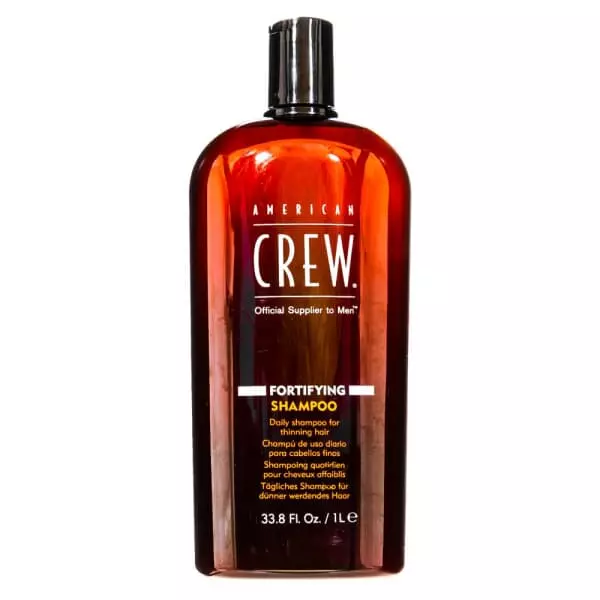 AMERICAN
CREW.
Official Supplier to Men™
FORTIFYING
SHAMPOO
Daily shampoo for
thinning hair
Champú de uso diario
para cabellos finos
Shampooing quotidien
pour cheveux affaiblis
Tägliches Shampoo für
dünner werdendes Haar
33.8 Fl. Oz. / 1L℮